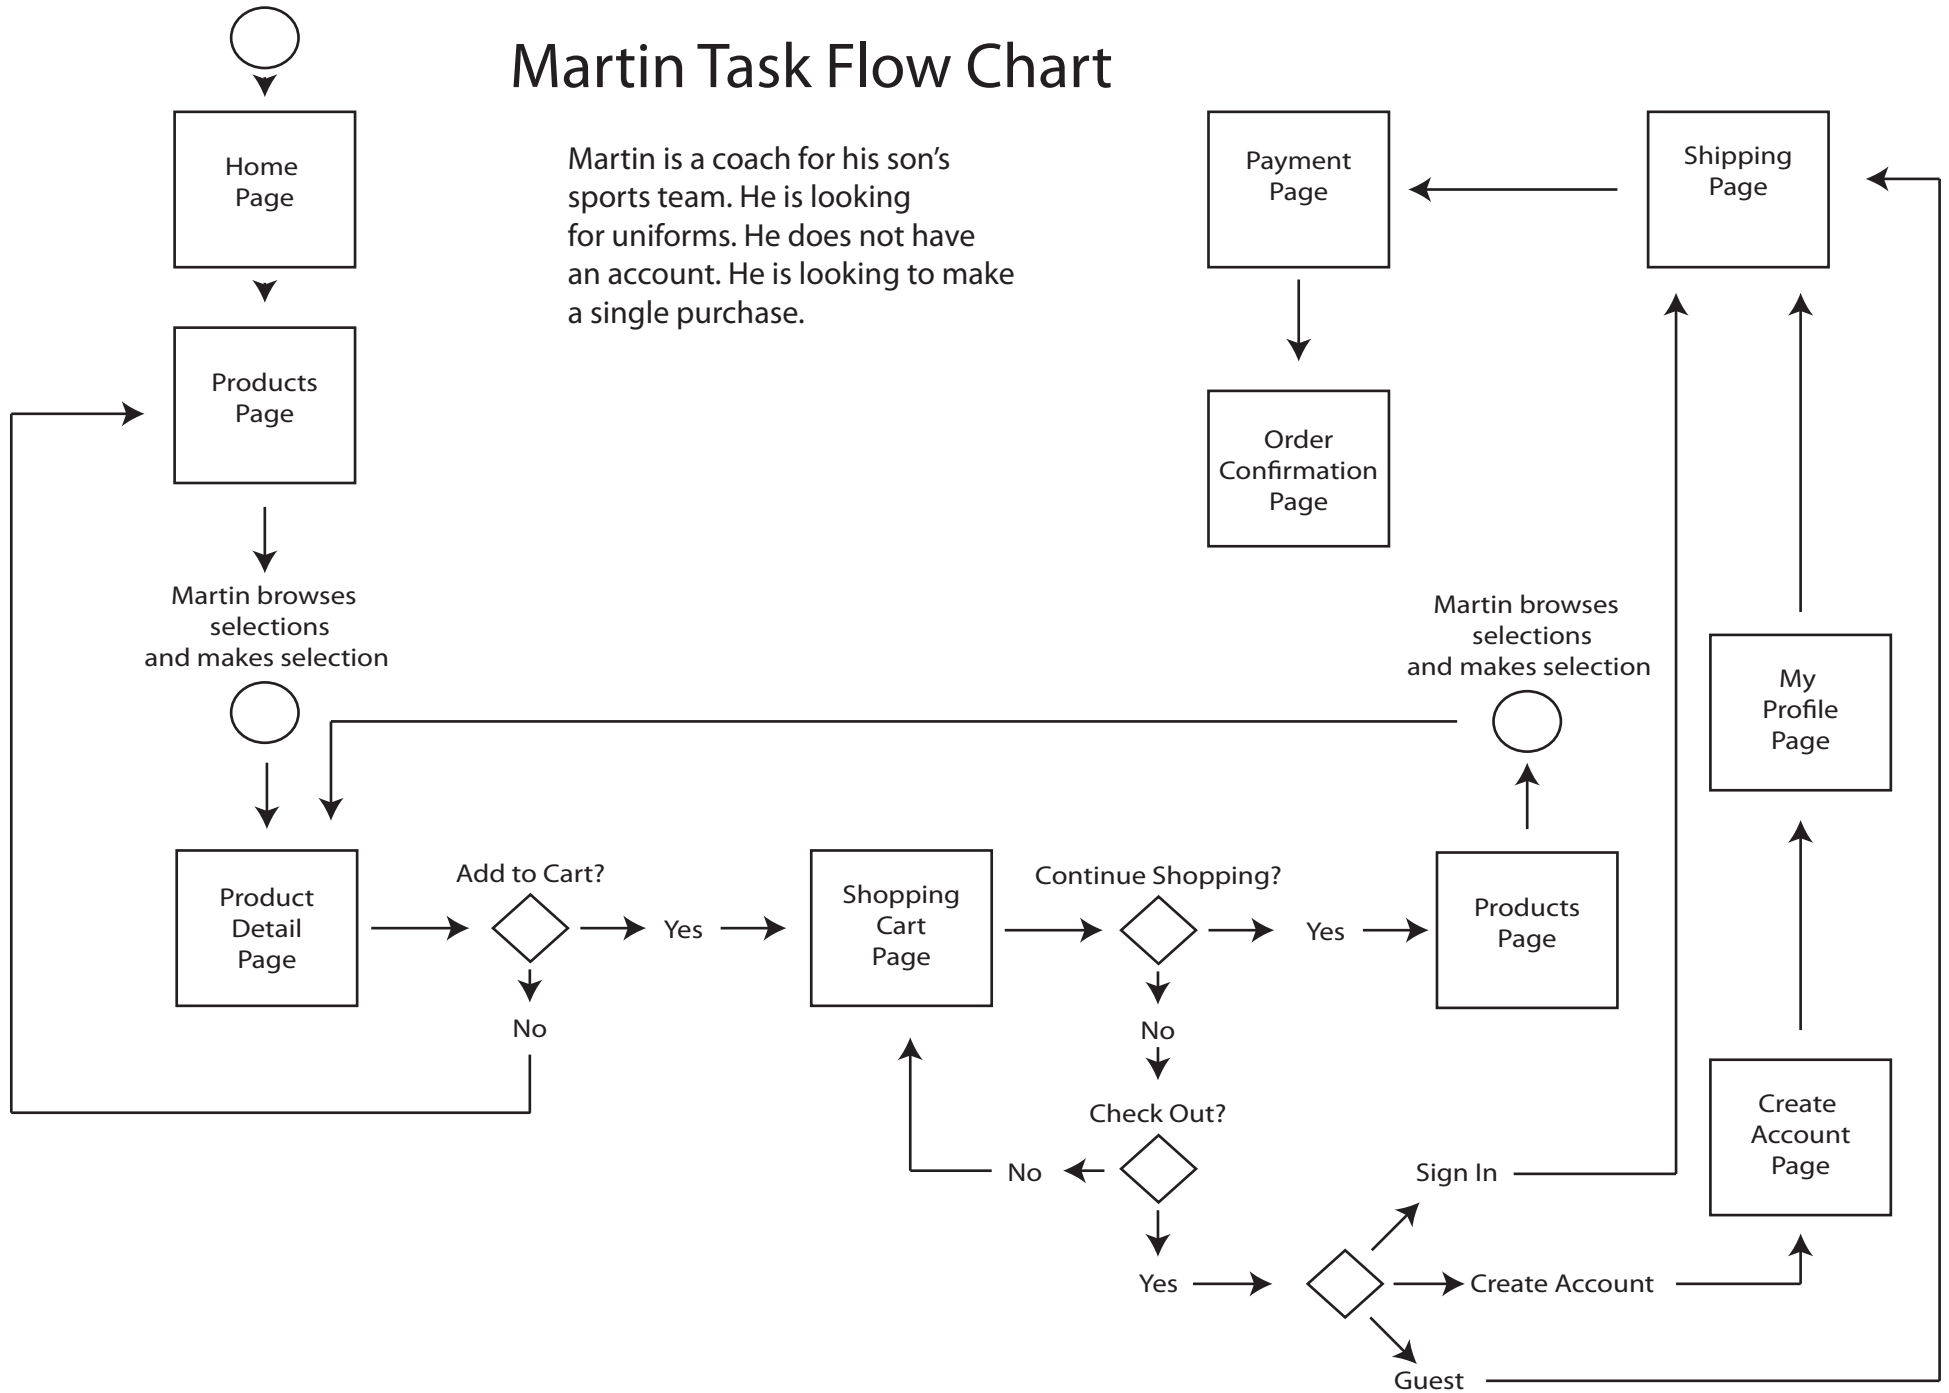 Martin Task Flow Chart
Martin is a coach for his son’s
sports team. He is looking
for uniforms. He does not have
an account. He is looking to make
a single purchase.
Home
Page
Products
Page
Martin browses
selections
and makes selection
Product
Detail
Page
Add to Cart?
Yes
No
Shopping
Cart
Page
Continue Shopping?
Yes
No
Products
Page
Martin browses
selections
and makes selection
Check Out?
No
Yes
Sign In
Create Account
Guest
Create
Account
Page
My
Profile
Page
Shipping
Page
Payment
Page
Order
Confirmation
Page